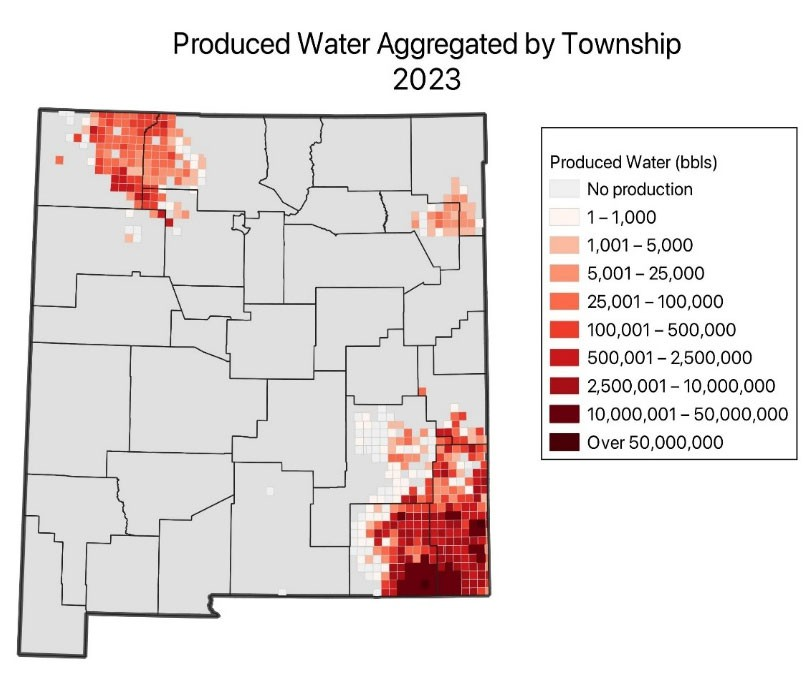 Produced Water Aggregated by Township
2023
Produced Water (bbls)
No production
1 – 1,000
1,001 – 5,000
5,001 – 25,000
25,001 – 100,000
100,001 – 500,000
500,001 – 2,500,000
2,500,001 – 10,000,000
10,000,001 – 50,000,000
Over 50,000,000